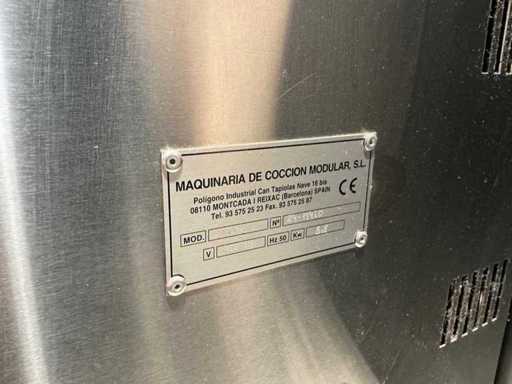 MAQUINARIA DE COCCION MODULAR, S.L.
Polígono Industrial Can Tapiolas Nave 16 bis
08110 MONTCADA I REIXAC (Barcelona) SPAIN
Tel. 93 575 25 23 Fax. 93 575 25 87
CE
MOD. Nº
V Hz 50 Kw